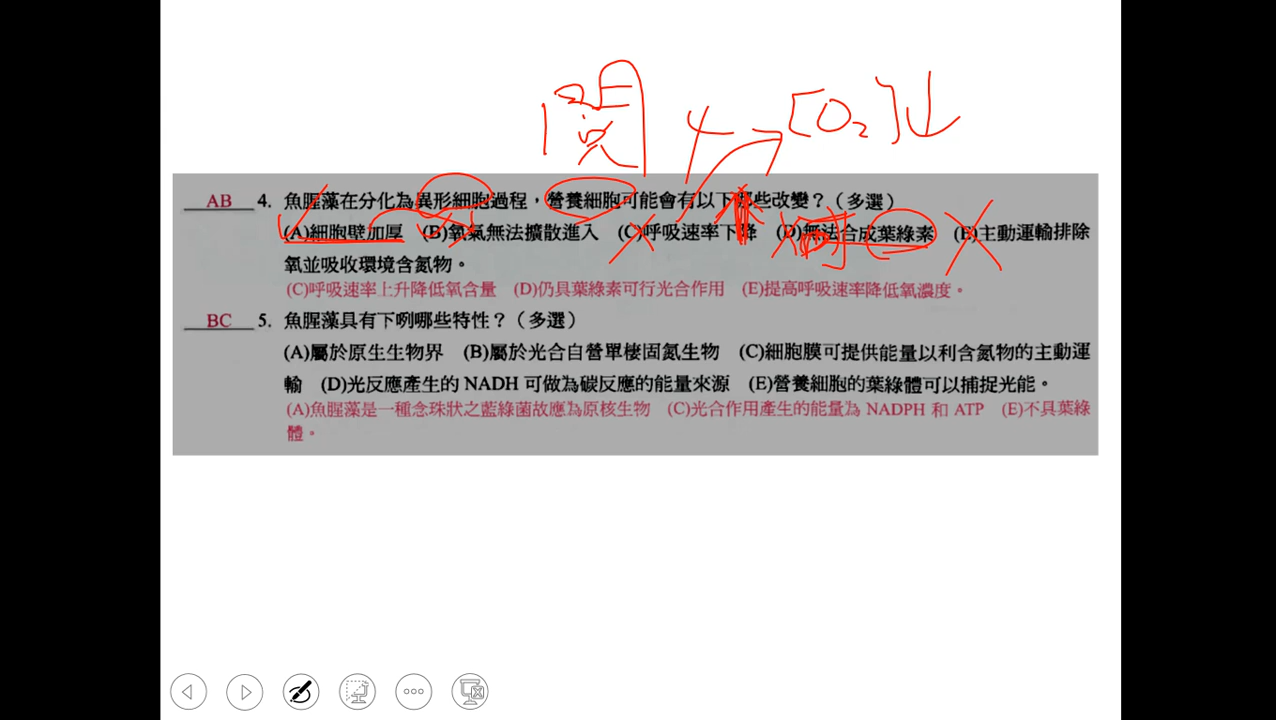 [O₂]↓
AB 4. 魚腥藻在分化為異形細胞過程，營養細胞可能會有以下哪些改變？（多選）
(A)細胞壁加厚 (B)氧氣無法擴散進入 (C)呼吸速率下降 (D)無法合成葉綠素 (E)主動運輸排除
氧並吸收環境含氮物。
(C)呼吸速率上升降低氧含量 (D)仍具葉綠素可行光合作用 (E)提高呼吸速率降低氧濃度。
BC 5. 魚腥藻具有下咧哪些特性？（多選）
(A)屬於原生生物界 (B)屬於光合自營單棲固氮生物 (C)細胞膜可提供能量以利含氮物的主動運
輸 (D)光反應產生的 NADH 可做為碳反應的能量來源 (E)營養細胞的葉綠體可以捕捉光能。
(A)魚腥藻是一種念珠狀之藍綠菌故應為原核生物 (C)光合作用產生的能量為 NADPH 和 ATP (E)不具葉綠
體。